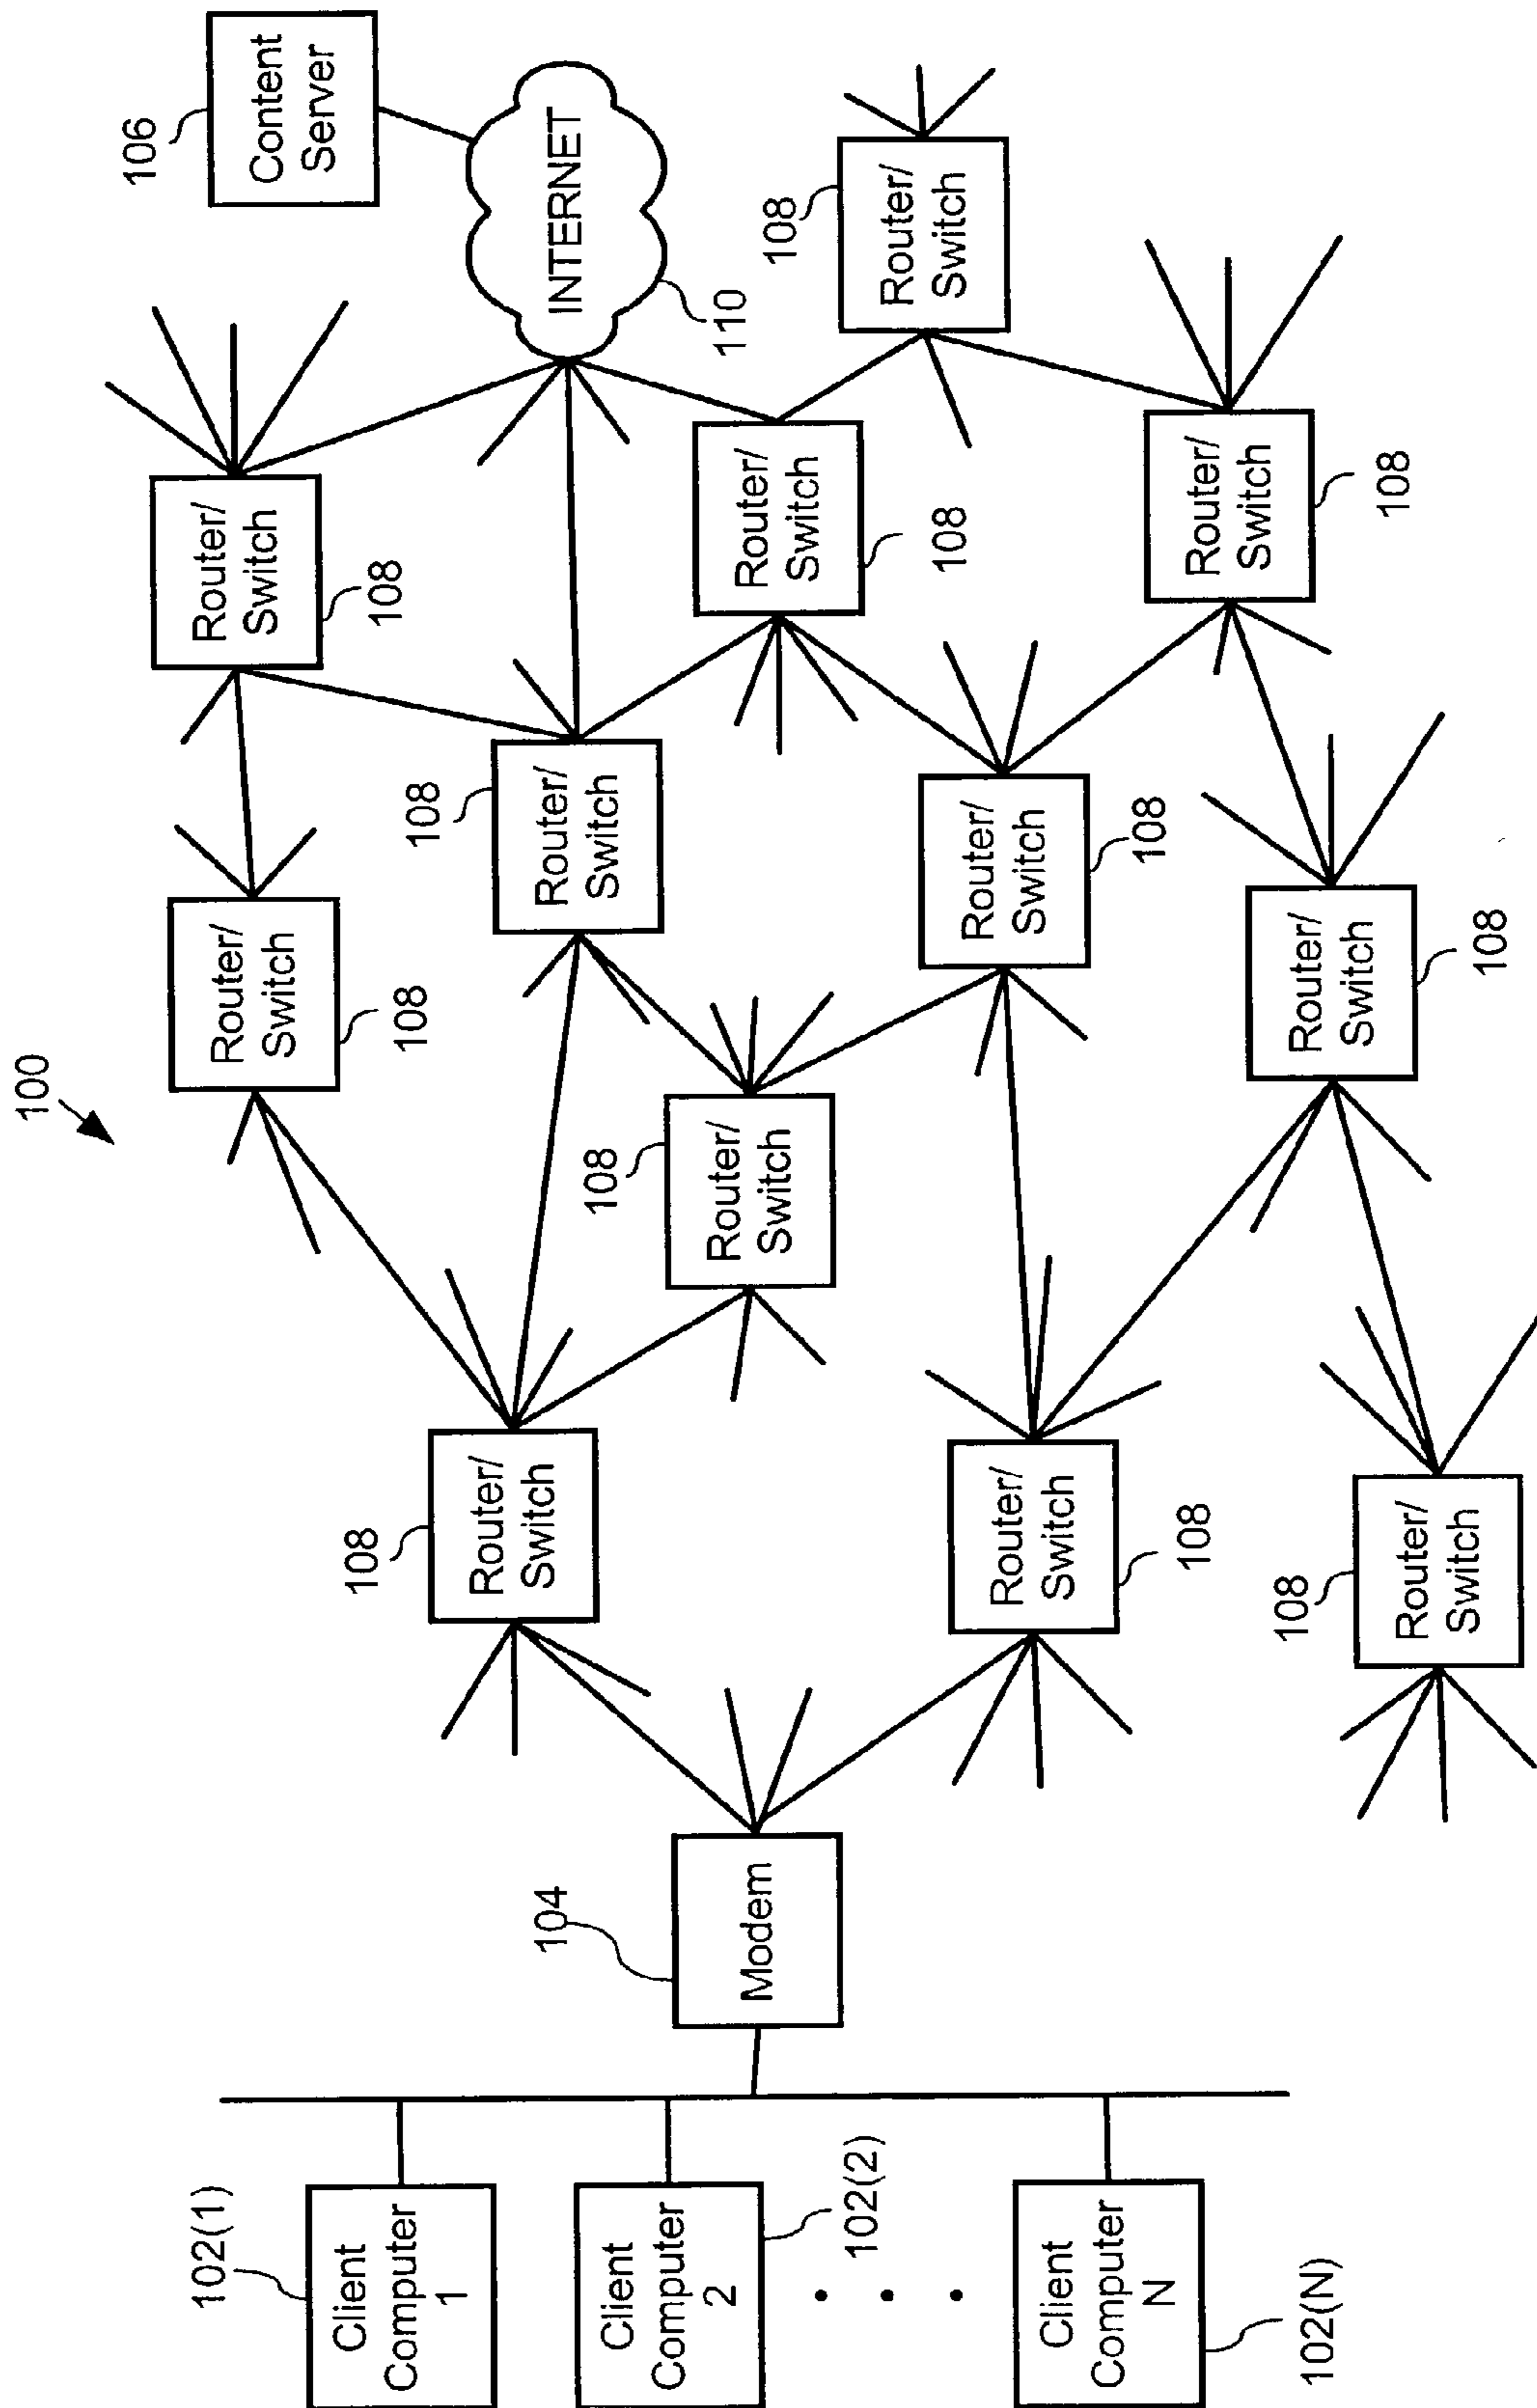 100
102(1)
Client
Computer
1
Client
Computer
2
102(2)
Client
Computer
N
102(N)
104
Modem
108
Router/
Switch
Router/
Switch
108
108
Router/
Switch
108
Router/
Switch
Router/
Switch
108
108
Router/
Switch
Router/
Switch
108
Router/
Switch
108
Router/
Switch
108
Router/
Switch
108
Router/
Switch
108
108
Router/
Switch
INTERNET
110
106
Content
Server